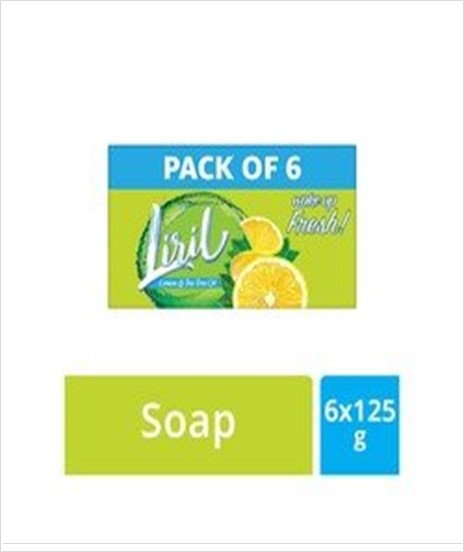 PACK OF 6
wake up
Fresh!
Liril
Lemon & Tea Tree Oil
Soap
6x125
g